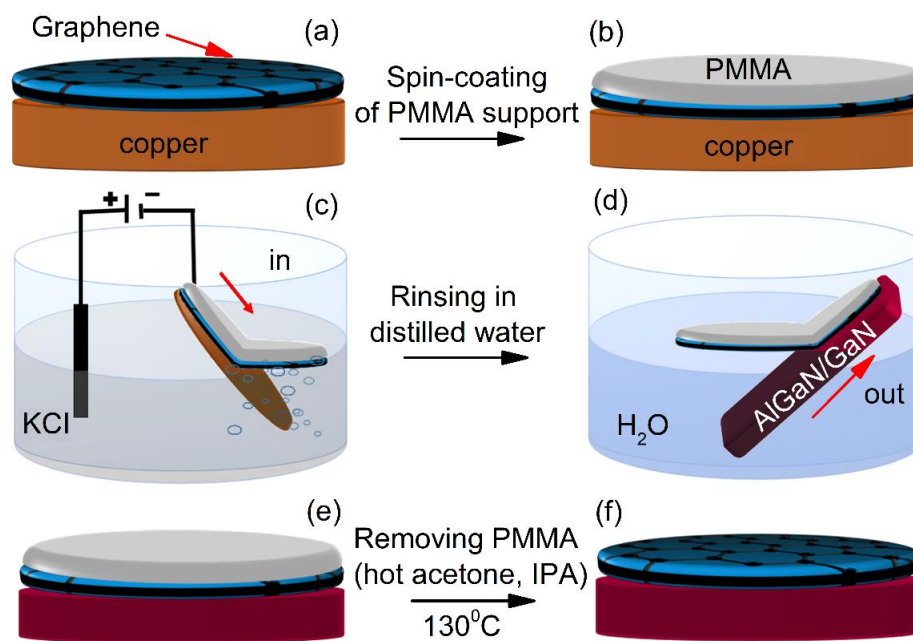 Graphene
(a)
copper
Spin-coating
of PMMA support
(b)
PMMA
copper
+ −
(c)
in
KCl
Rinsing in
distilled water
(d)
AlGaN/GaN
out
H₂O
(e)
Removing PMMA
(hot acetone, IPA)
130⁰C
(f)